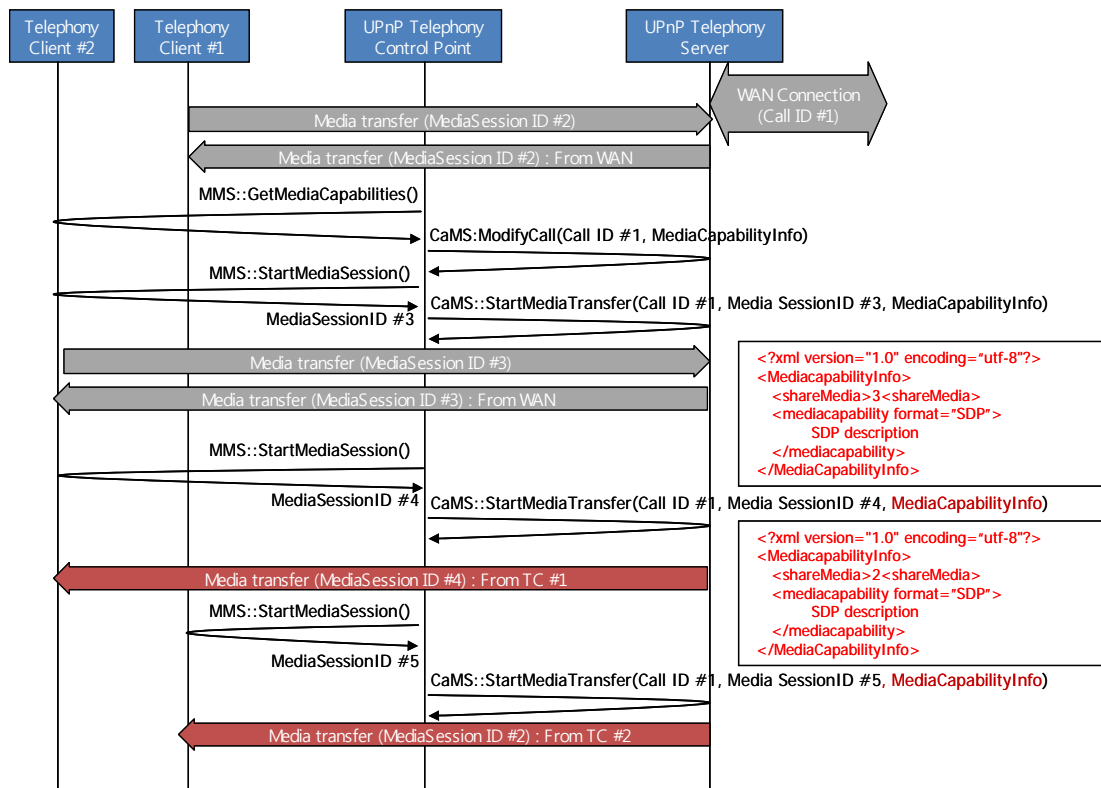 Telephony
Client #2
Telephony
Client #1
UPnP Telephony
Control Point
UPnP Telephony
Server
WAN Connection
(Call ID #1)
Media transfer (MediaSession ID #2)
Media transfer (MediaSession ID #2) : From WAN
MMS::GetMediaCapabilities()
CaMS:ModifyCall(Call ID #1, MediaCapabilityInfo)
MMS::StartMediaSession()
MediaSessionID #3
CaMS::StartMediaTransfer(Call ID #1, Media SessionID #3, MediaCapabilityInfo)
Media transfer (MediaSession ID #3)
Media transfer (MediaSession ID #3) : From WAN
<?xml version="1.0" encoding="utf-8"?>
<MediacapabilityInfo>
<shareMedia>3<shareMedia>
<mediacapability format="SDP">
SDP description
</mediacapability>
</MediaCapabilityInfo>
MMS::StartMediaSession()
MediaSessionID #4
CaMS::StartMediaTransfer(Call ID #1, Media SessionID #4, MediaCapabilityInfo)
<?xml version="1.0" encoding="utf-8"?>
<MediacapabilityInfo>
<shareMedia>2<shareMedia>
<mediacapability format="SDP">
SDP description
</mediacapability>
</MediaCapabilityInfo>
Media transfer (MediaSession ID #4) : From TC #1
MMS::StartMediaSession()
MediaSessionID #5
CaMS::StartMediaTransfer(Call ID #1, Media SessionID #5, MediaCapabilityInfo)
Media transfer (MediaSession ID #2) : From TC #2